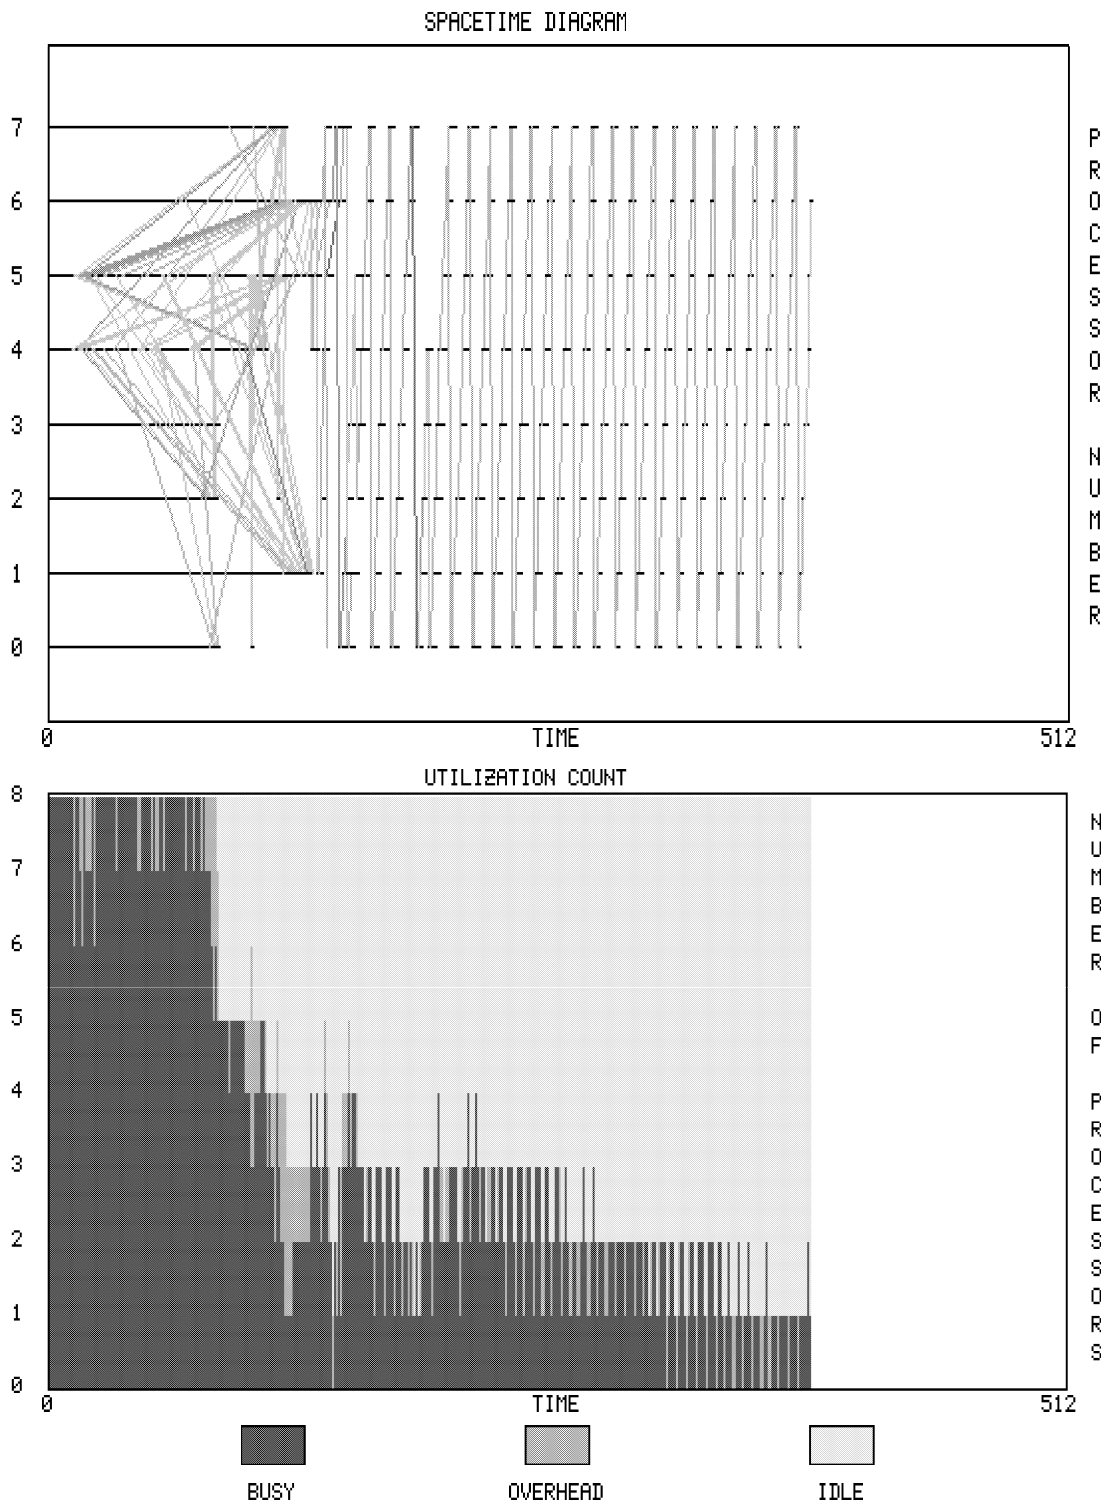 SPACETIME DIAGRAM
7
6
5
4
3
2
1
0
PROCESSOR NUMBER
0 TIME 512
UTILIZATION COUNT
8
7
6
5
4
3
2
1
0
NUMBER OF PROCESSORS
0 TIME 512
BUSY OVERHEAD IDLE